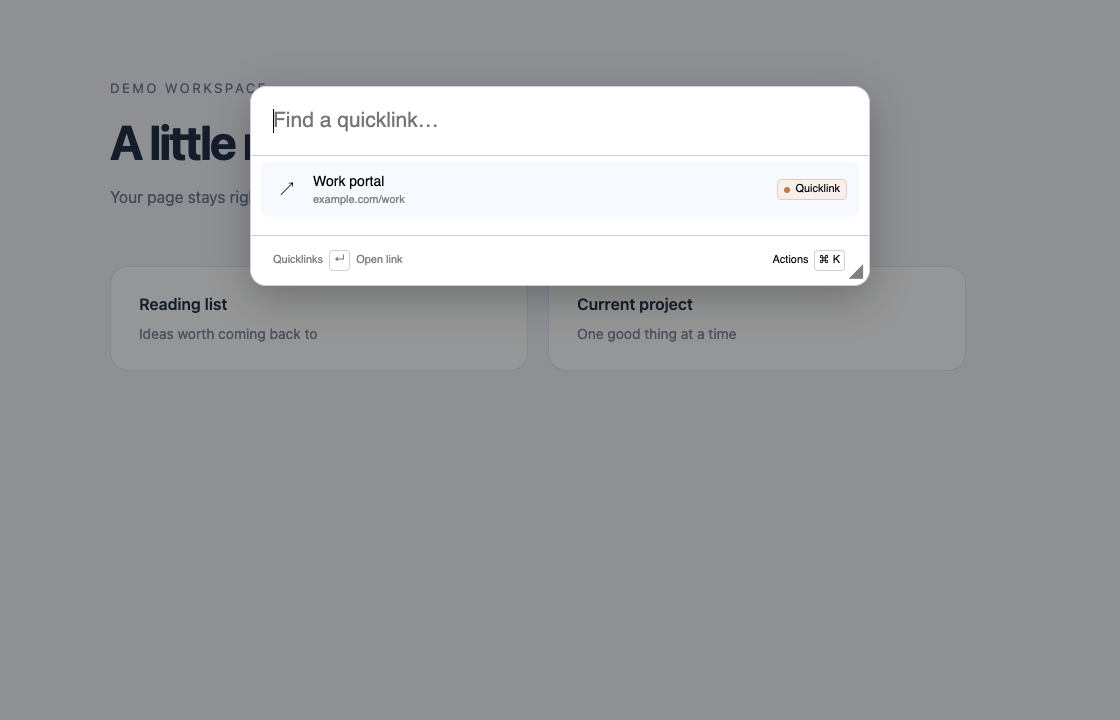 DEMO WORKSPACE
A little
Your page stays
Find a quicklink…
Work portal
example.com/work
Quicklink
Quicklinks ↵ Open link
Actions ⌘ K
Reading list
Ideas worth coming back to
Current project
One good thing at a time